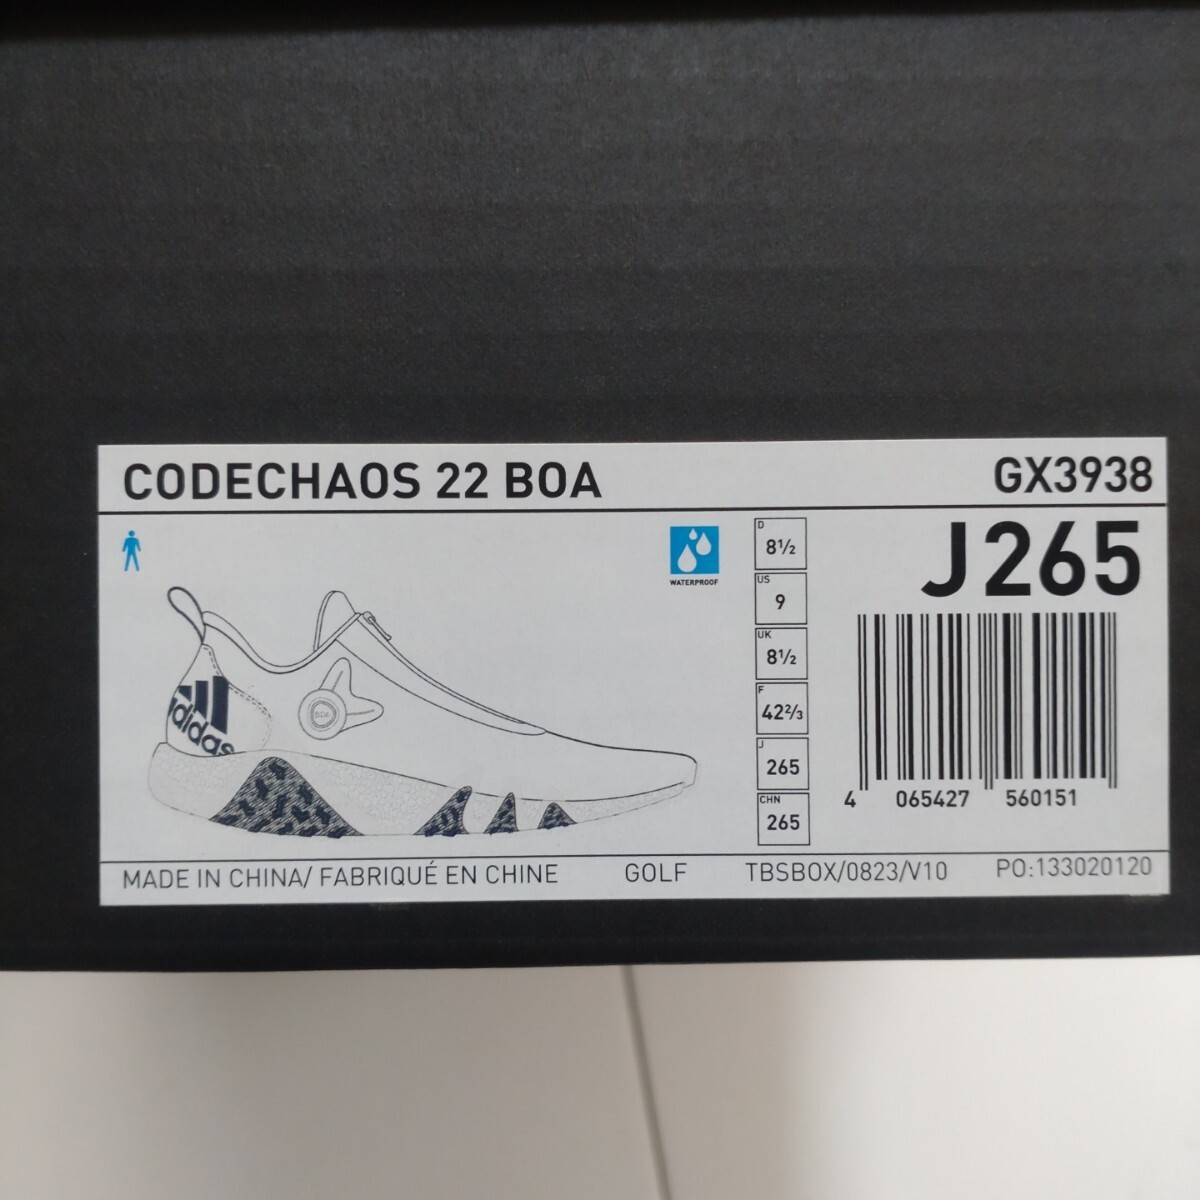 CODECHAOS 22 BOA GX3938
WATERPROOF
D 8½
US 9
UK 8½
F 42⅔
J 265
CHN 265
J 265
adidas
BOA
4 065427 560151
MADE IN CHINA/ FABRIQUÉ EN CHINE GOLF TBSBOX/0823/V10 PO:133020120